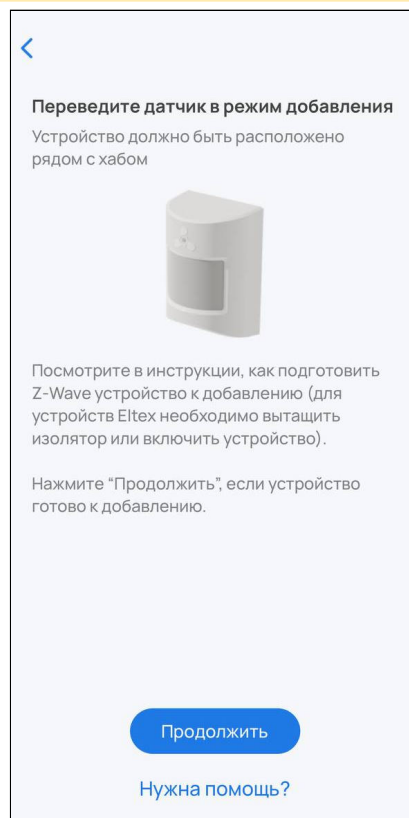 Переведите датчик в режим добавления
Устройство должно быть расположено
рядом с хабом
Посмотрите в инструкции, как подготовить
Z-Wave устройство к добавлению (для
устройств Eltex необходимо вытащить
изолятор или включить устройство).
Нажмите “Продолжить”, если устройство
готово к добавлению.
Продолжить
Нужна помощь?